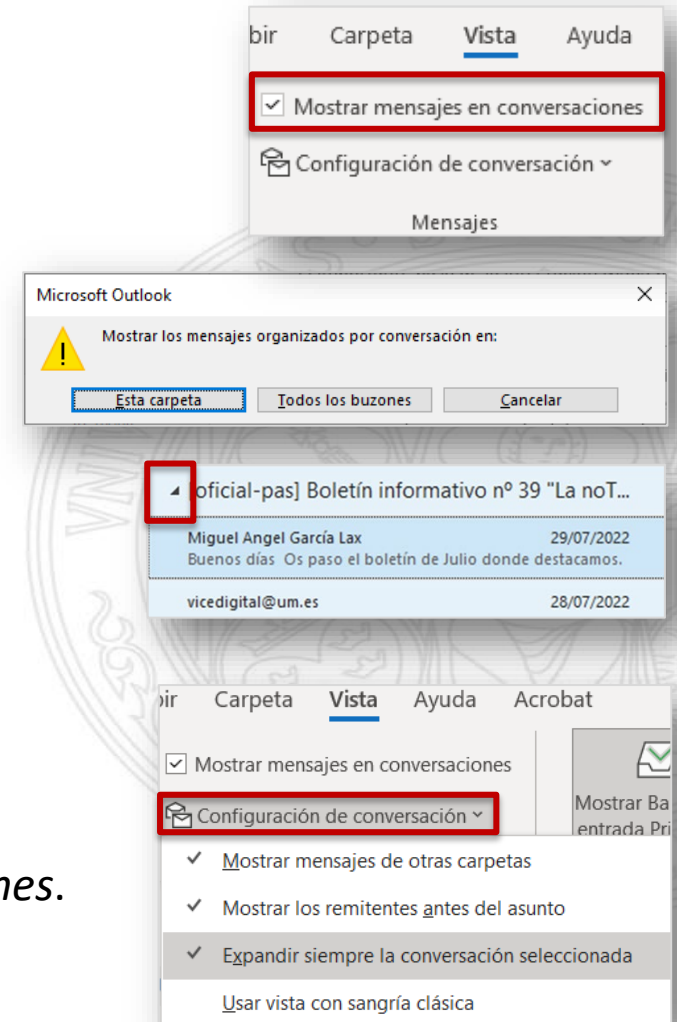 bir Carpeta Vista Ayuda
Mostrar mensajes en conversaciones
Configuración de conversación
Mensajes
Microsoft Outlook
Mostrar los mensajes organizados por conversación en:
Esta carpeta Todos los buzones Cancelar
[oficial-pas] Boletín informativo nº 39 "La noT...
Miguel Angel García Lax 29/07/2022
Buenos días Os paso el boletín de Julio donde destacamos.
vicedigital@um.es 28/07/2022
bir Carpeta Vista Ayuda Acrobat
Mostrar mensajes en conversaciones
Configuración de conversación
Mostrar Ba
entrada Pri
Mostrar mensajes de otras carpetas
nes.
Mostrar los remitentes antes del asunto
Expandir siempre la conversación seleccionada
Usar vista con sangría clásica